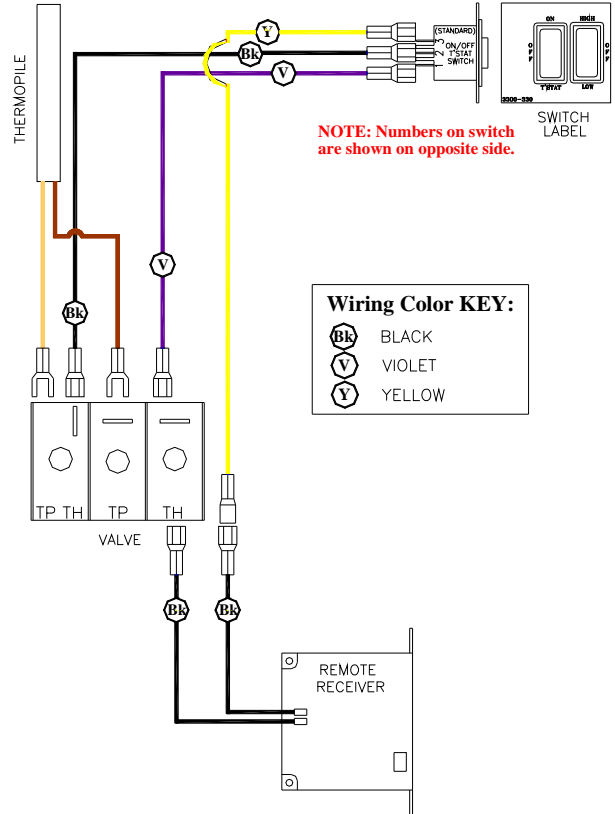 Y
Bk
V
THERMOPILE
(STANDARD)
3
ON/OFF
2
T'STAT
SWITCH
1
ON
HIGH
OFF
OFF
T'STAT
LOW
3300-330
SWITCH
LABEL
NOTE: Numbers on switch
are shown on opposite side.
V
Bk
Wiring Color KEY:
Bk BLACK
V VIOLET
Y YELLOW
TP TH TP TH
VALVE
Bk
Bk
REMOTE
RECEIVER